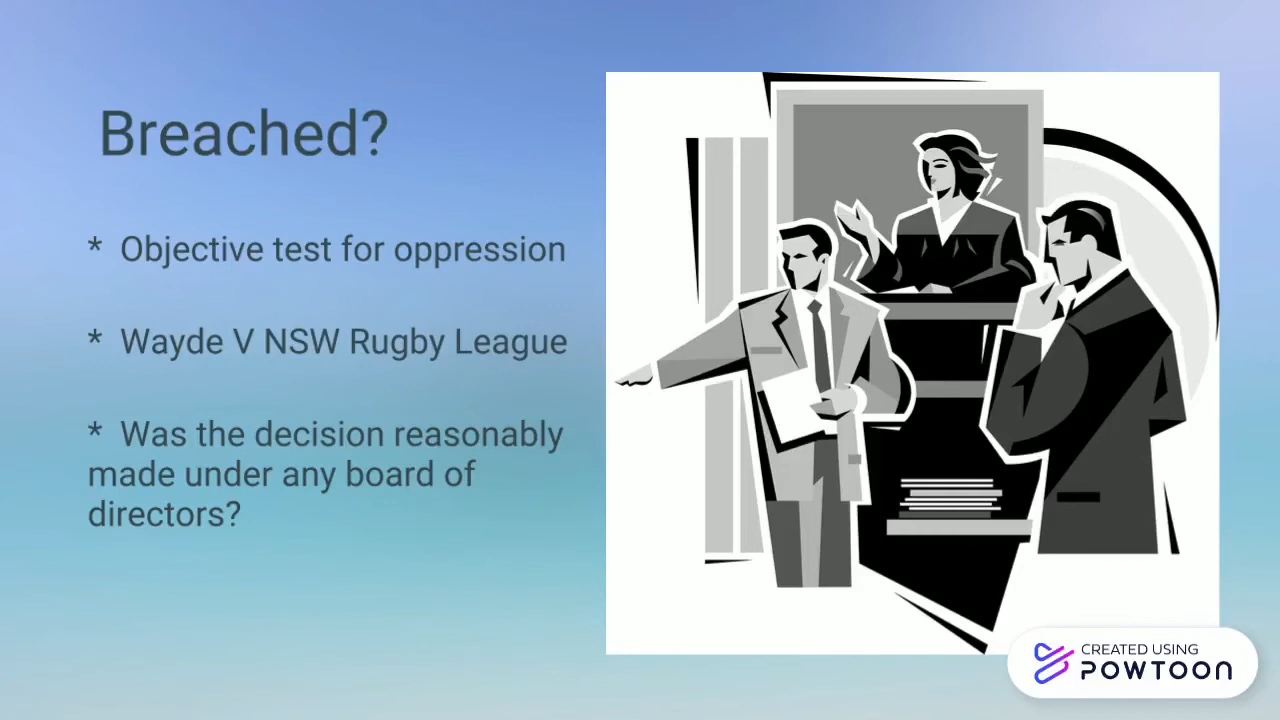 Breached?
* Objective test for oppression
* Wayde V NSW Rugby League
* Was the decision reasonably
made under any board of
directors?
CREATED USING
POWTOON